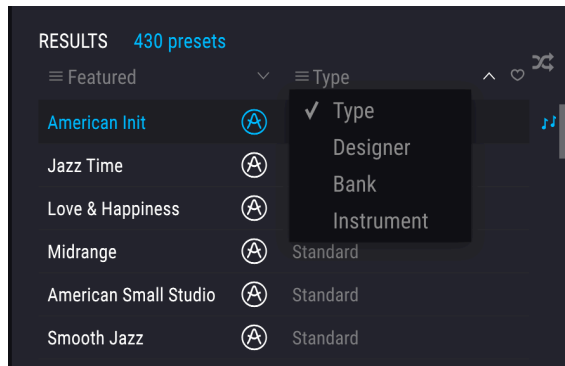 RESULTS 430 presets
Featured Type
American Init
Jazz Time
Love & Happiness
Midrange Standard
American Small Studio Standard
Smooth Jazz Standard
Type
Designer
Bank
Instrument